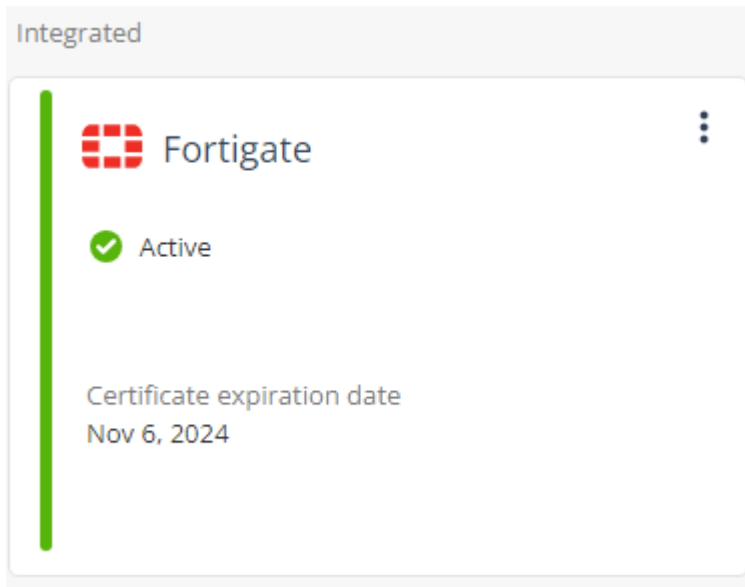 Integrated
Fortigate
Active
Certificate expiration date
Nov 6, 2024